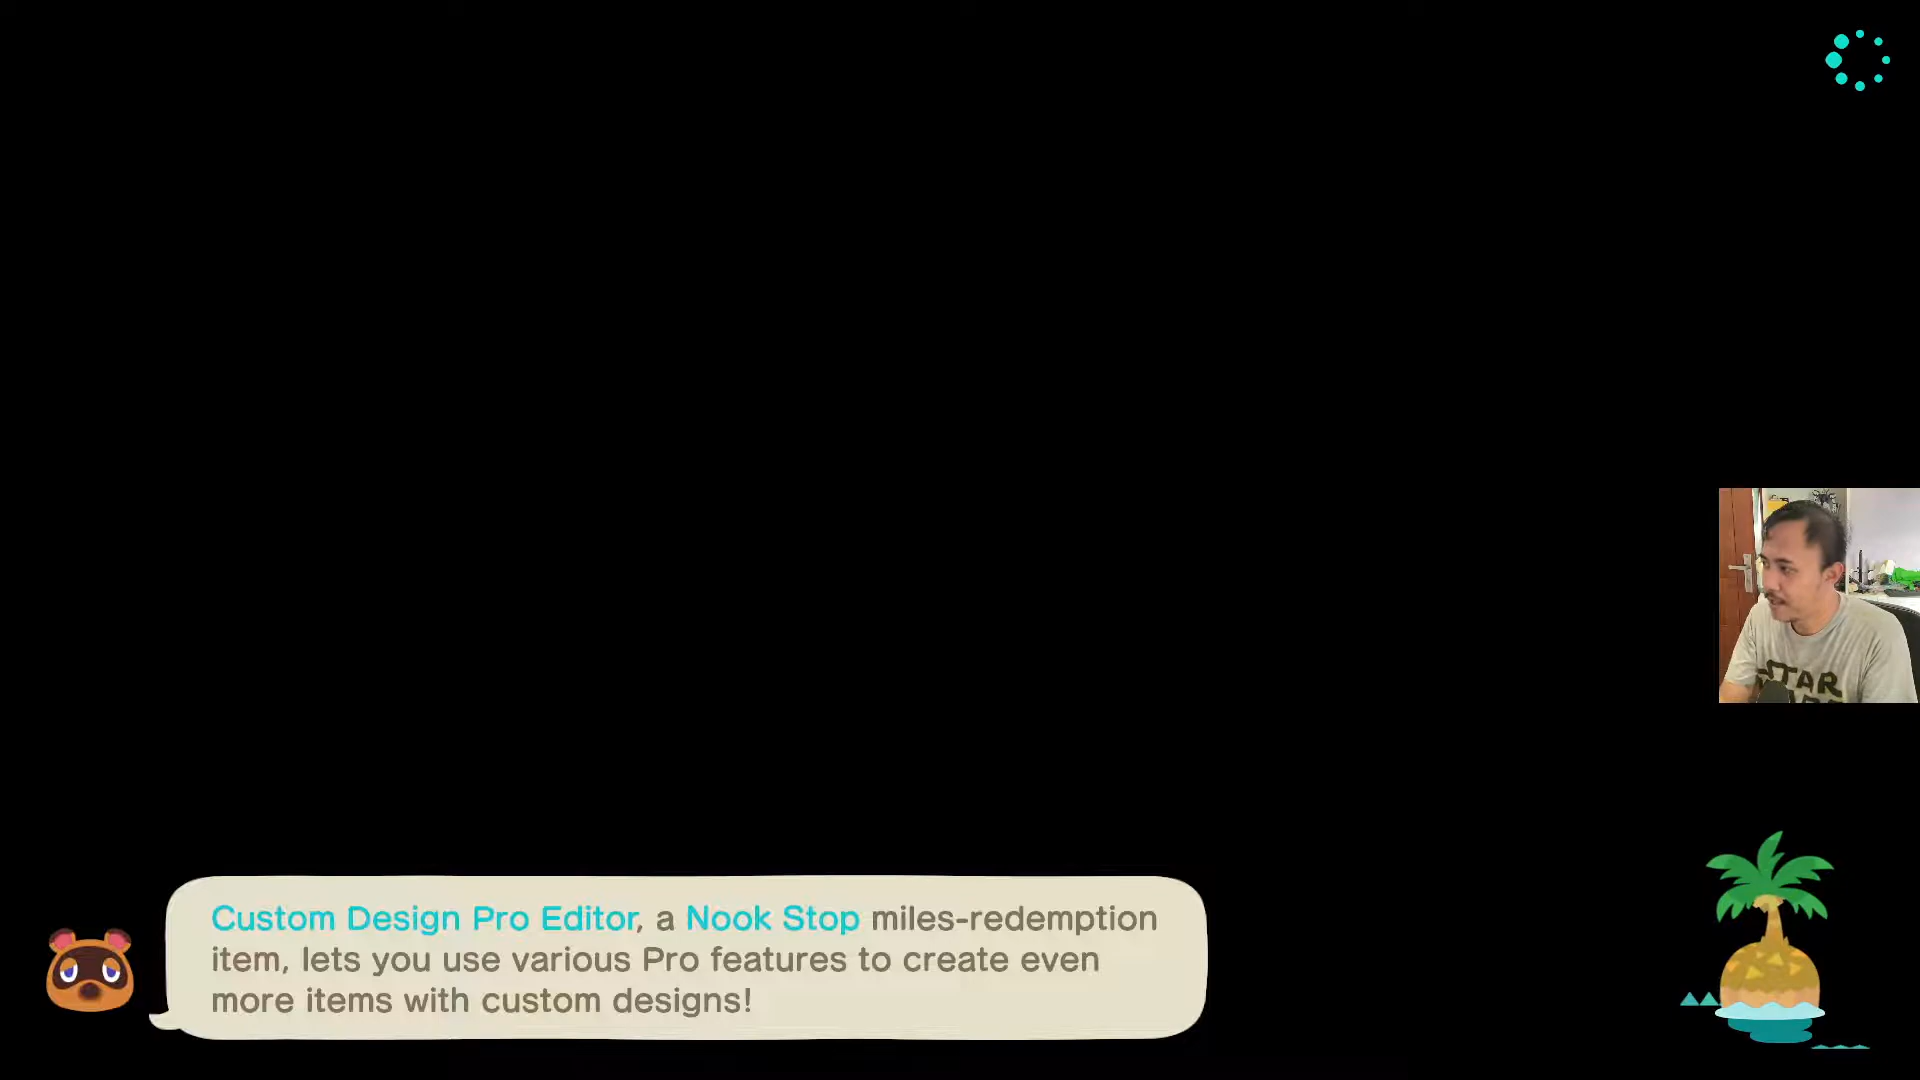 Custom Design Pro Editor, a Nook Stop miles-redemption
item, lets you use various Pro features to create even
more items with custom designs!
STAR